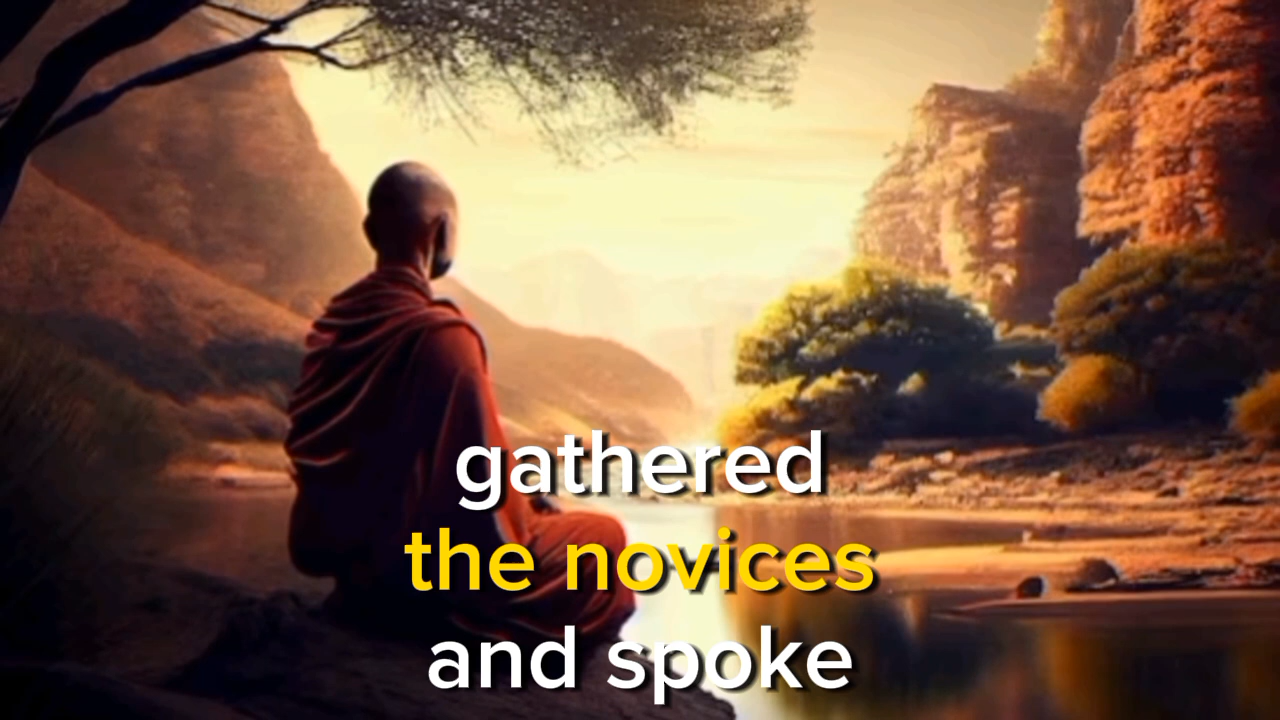 gathered
the novices
and spoke